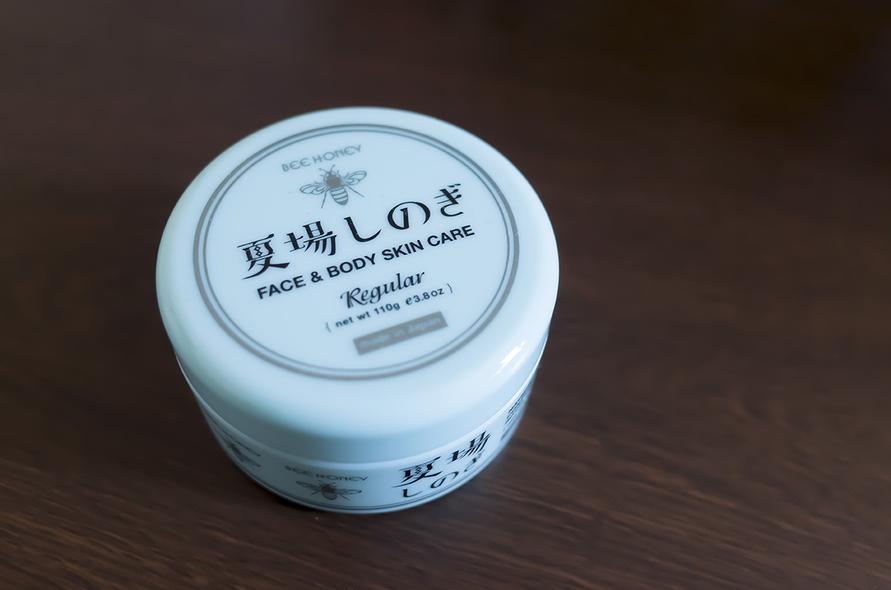 BEE HONEY
夏場しのぎ
FACE & BODY SKIN CARE
Regular
( net wt 110g e3.8oz )
made in Japan
BEE HONEY
夏場
しのぎ